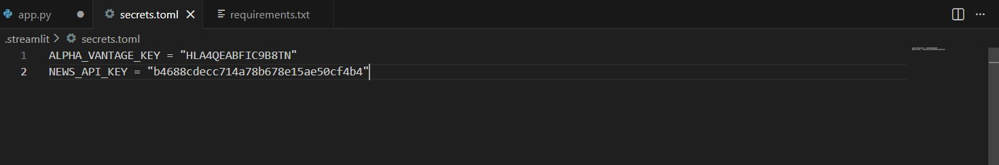 app.py
secrets.toml
requirements.txt
.streamlit > secrets.toml
1 ALPHA_VANTAGE_KEY = "HLA4QEABFIC9B8TN"
2 NEWS_API_KEY = "b4688cdecc714a78b678e15ae50cf4b4"